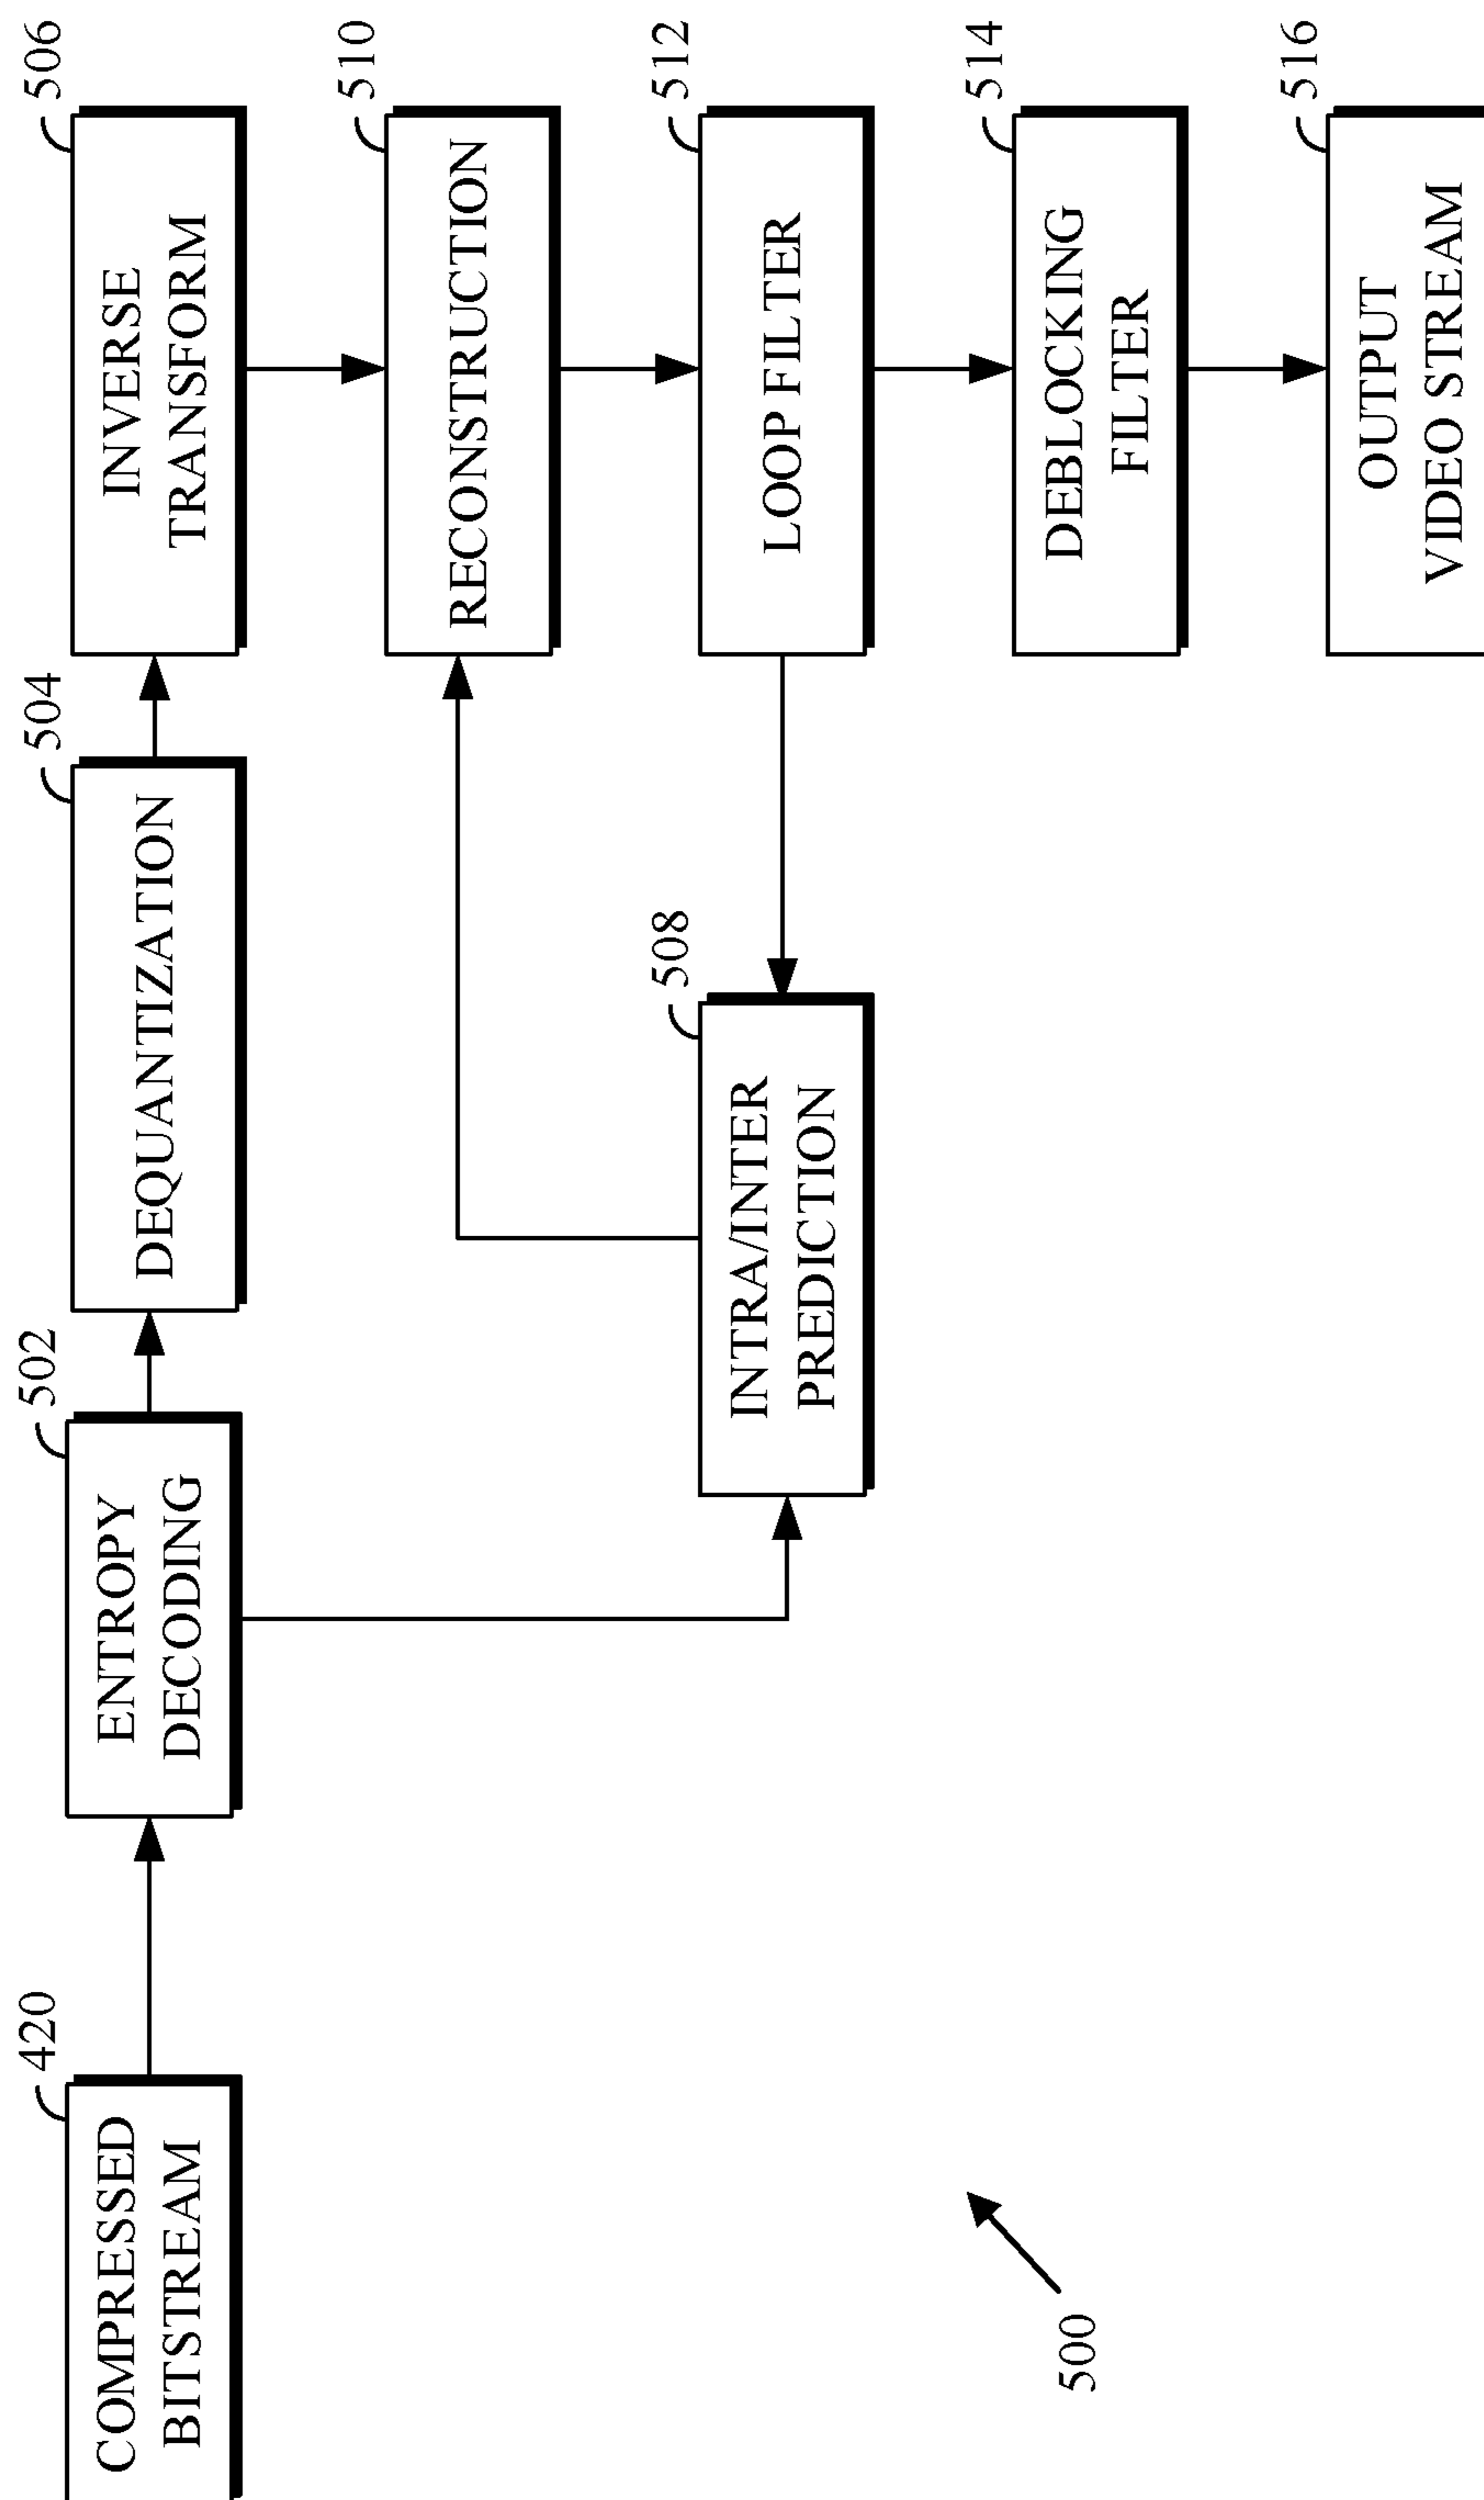 420
COMPRESSED
BITSTREAM
502
ENTROPY
DECODING
504
DEQUANTIZATION
506
INVERSE
TRANSFORM
508
INTRA/INTER
PREDICTION
510
RECONSTRUCTION
512
LOOP FILTER
514
DEBLOCKING
FILTER
516
OUTPUT
VIDEO STREAM
500